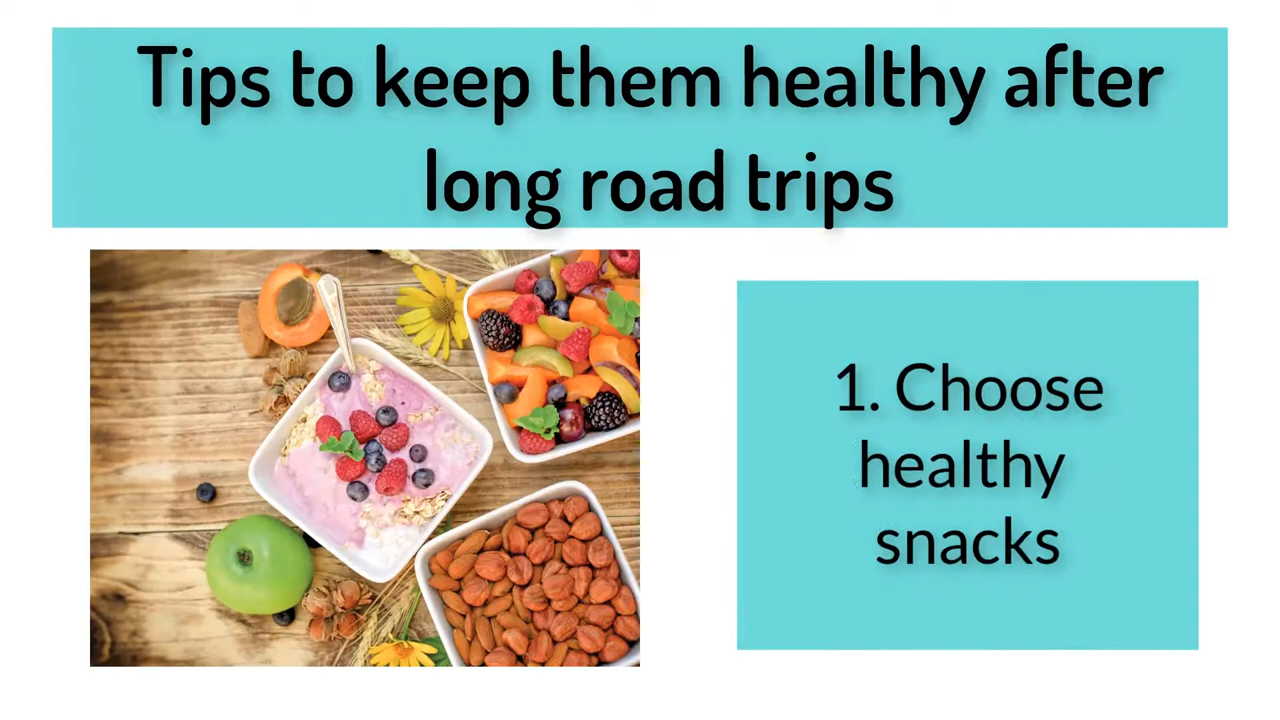 Tips to keep them healthy after
long road trips
1. Choose
healthy
snacks